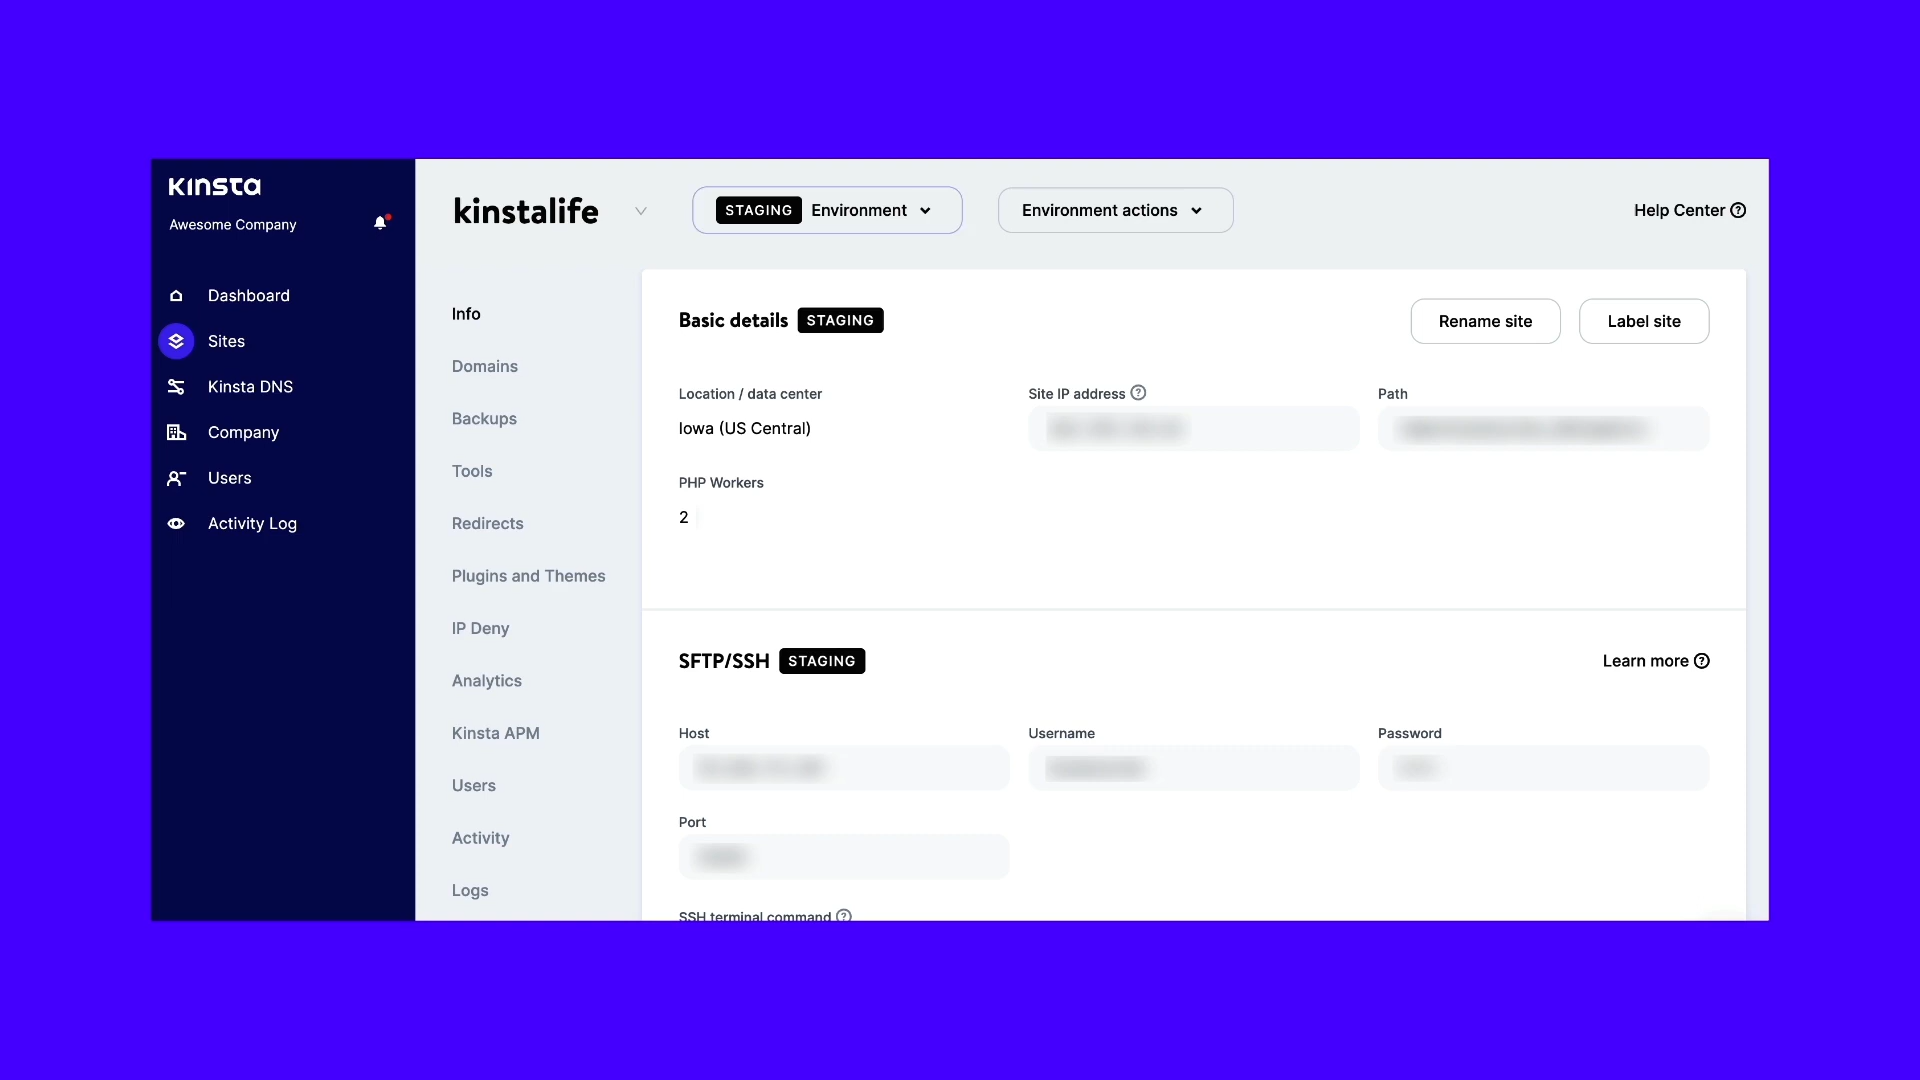 Kinsta
Awesome Company
Dashboard
Sites
Kinsta DNS
Company
Users
Activity Log
kinstalife
STAGING Environment
Environment actions
Help Center
Info
Domains
Backups
Tools
Redirects
Plugins and Themes
IP Deny
Analytics
Kinsta APM
Users
Activity
Logs
Basic details STAGING
Rename site
Label site
Location / data center
Iowa (US Central)
Site IP address
Path
PHP Workers
2
SFTP/SSH STAGING
Learn more
Host
Username
Password
Port
SSH terminal command